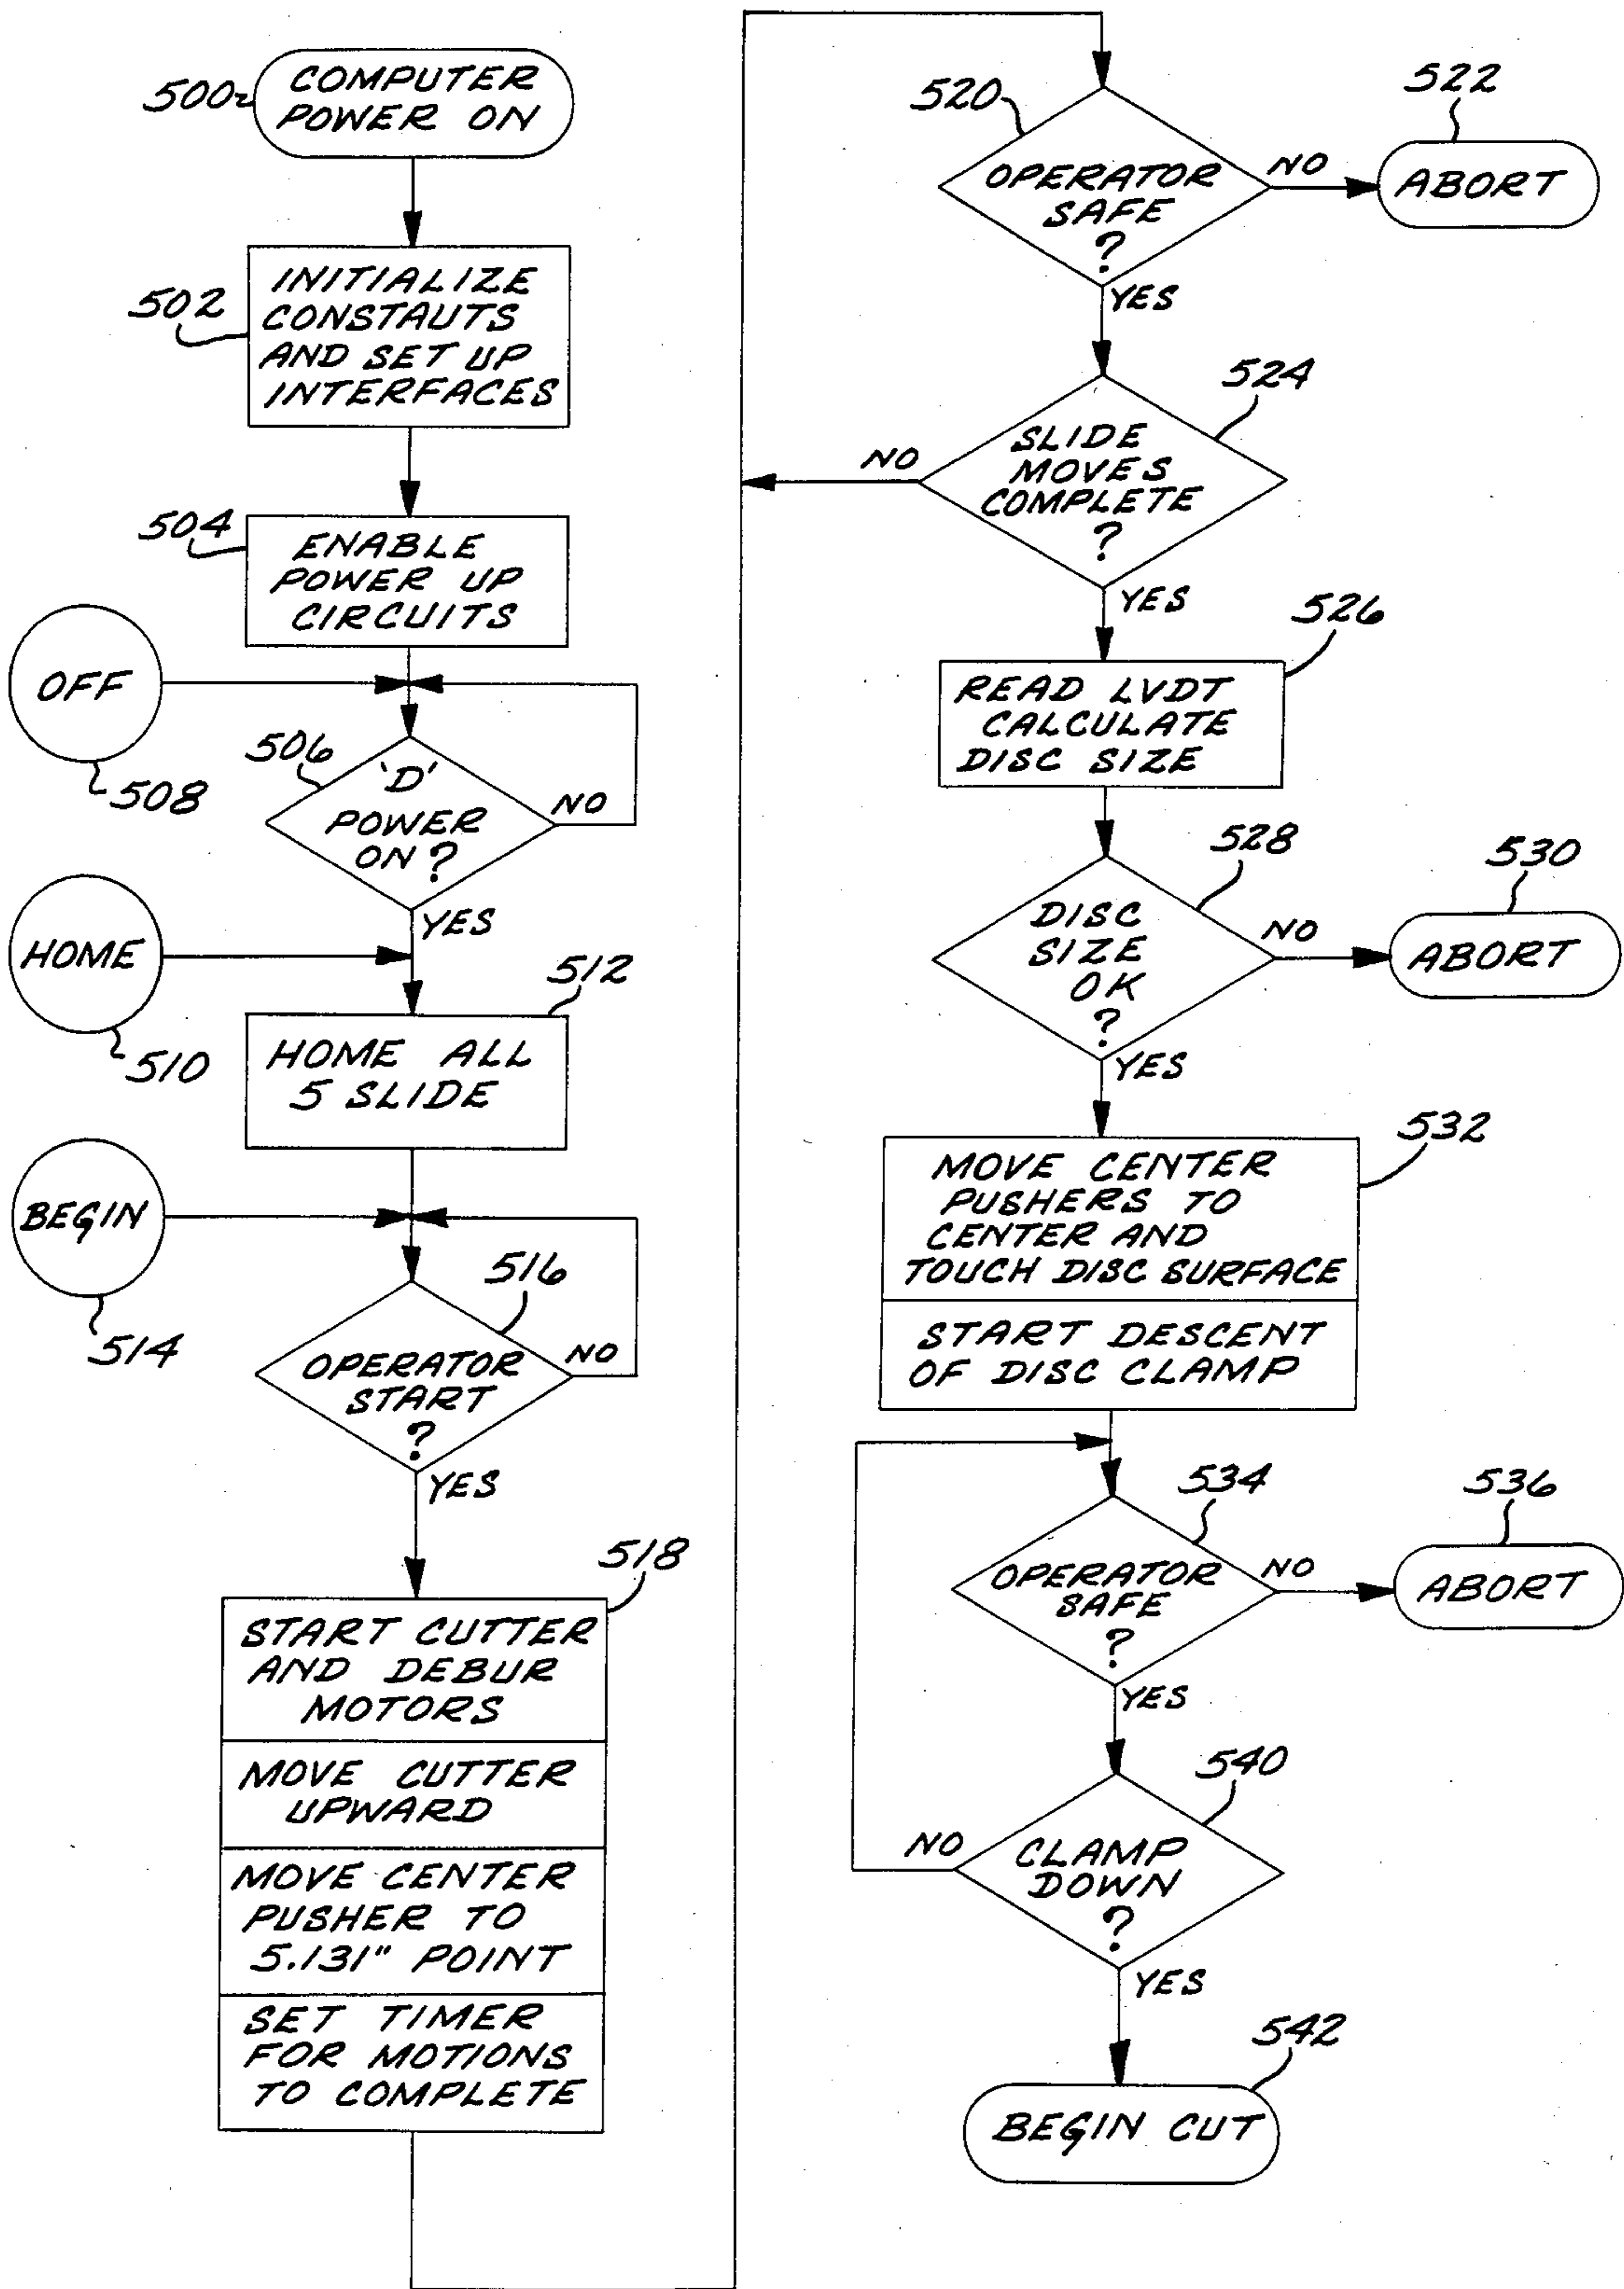 500
COMPUTER
POWER ON
502
INITIALIZE
CONSTAUTS
AND SET UP
INTERFACES
504
ENABLE
POWER UP
CIRCUITS
OFF
508
506
'D'
POWER
ON?
NO
YES
HOME
510
512
HOME ALL
5 SLIDE
BEGIN
514
516
OPERATOR
START
?
NO
YES
518
START CUTTER
AND DEBUR
MOTORS
MOVE CUTTER
UPWARD
MOVE CENTER
PUSHER TO
5.131" POINT
SET TIMER
FOR MOTIONS
TO COMPLETE
520
OPERATOR
SAFE
?
NO
522
ABORT
YES
524
SLIDE
MOVES
COMPLETE
?
NO
YES
526
READ LVDT
CALCULATE
DISC SIZE
528
DISC
SIZE
OK
?
NO
530
ABORT
YES
532
MOVE CENTER
PUSHERS TO
CENTER AND
TOUCH DISC SURFACE
START DESCENT
OF DISC CLAMP
534
OPERATOR
SAFE
?
NO
536
ABORT
YES
540
CLAMP
DOWN
?
NO
YES
542
BEGIN CUT